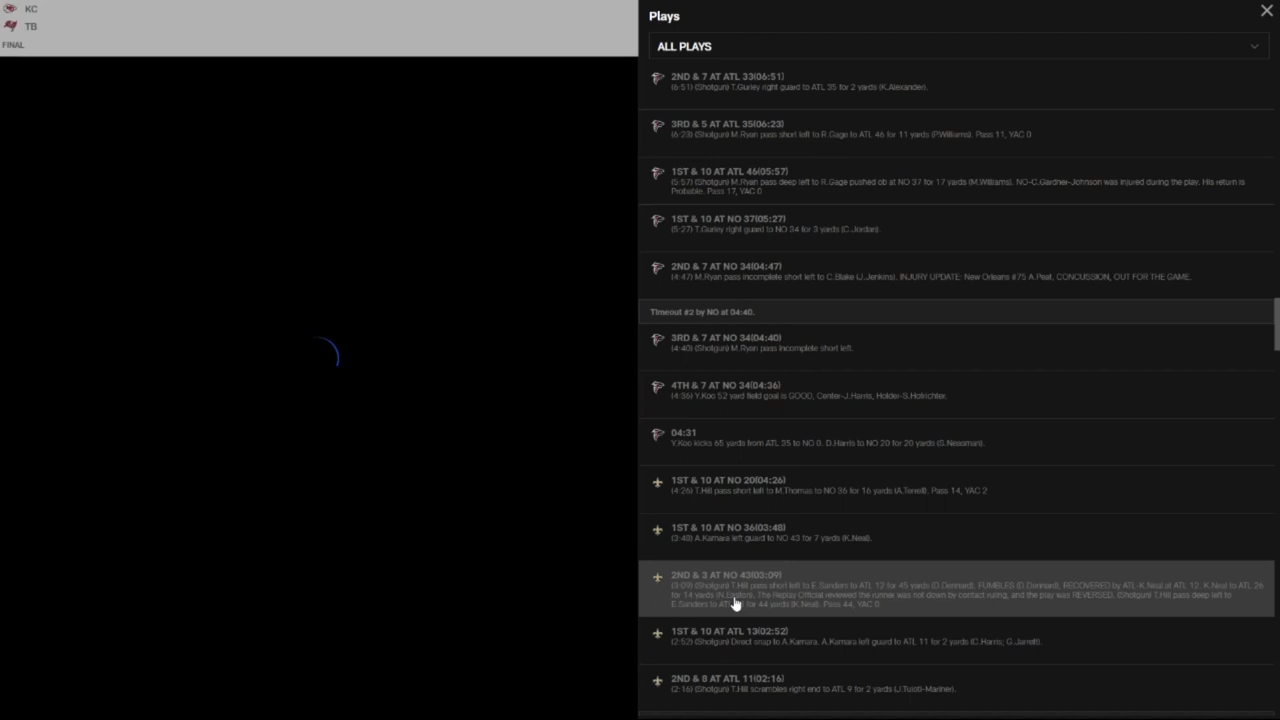 KC
TB
FINAL
Plays
ALL PLAYS
2ND & 7 AT ATL 33(06:51)
(6:51) (Shotgun) T.Gurley right guard to ATL 35 for 2 yards (K.Alexander).
3RD & 5 AT ATL 35(06:23)
(6:23) (Shotgun) M.Ryan pass short left to R.Gage to ATL 46 for 11 yards (P.Williams). Pass 11, YAC 0
1ST & 10 AT ATL 46(05:57)
(5:57) (Shotgun) M.Ryan pass deep left to R.Gage pushed ob at NO 37 for 17 yards (M.Williams). NO-C.Gardner-Johnson was injured during the play. His return is
Probable. Pass 17, YAC 0
1ST & 10 AT NO 37(05:27)
(5:27) T.Gurley right guard to NO 34 for 3 yards (C.Jordan).
2ND & 7 AT NO 34(04:47)
(4:47) M.Ryan pass incomplete short left to C.Blake (J.Jenkins). INJURY UPDATE: New Orleans #75 A.Peat, CONCUSSION, OUT FOR THE GAME.
Timeout #2 by NO at 04:40.
3RD & 7 AT NO 34(04:40)
(4:40) (Shotgun) M.Ryan pass incomplete short left.
4TH & 7 AT NO 34(04:36)
(4:36) Y.Koo 52 yard field goal is GOOD, Center-J.Harris, Holder-S.Hofrichter.
04:31
Y.Koo kicks 65 yards from ATL 35 to NO 0. D.Harris to NO 20 for 20 yards (S.Neasman).
1ST & 10 AT NO 20(04:26)
(4:26) T.Hill pass short left to M.Thomas to NO 36 for 16 yards (A.Terrell). Pass 14, YAC 2
1ST & 10 AT NO 36(03:48)
(3:48) A.Kamara left guard to NO 43 for 7 yards (K.Neal).
2ND & 3 AT NO 43(03:09)
(3:09) (Shotgun) T.Hill pass short left to E.Sanders to ATL 12 for 45 yards (D.Dennard). FUMBLES (D.Dennard), RECOVERED by ATL-K.Neal at ATL 12. K.Neal to ATL 26
for 14 yards (N.Easton). The Replay Official reviewed the runner was not down by contact ruling, and the play was REVERSED. (Shotgun) T.Hill pass deep left to
E.Sanders to for 44 yards (K.Neal). Pass 44, YAC 0
1ST & 10 AT ATL 13(02:52)
(2:52) (Shotgun) Direct snap to A.Kamara. A.Kamara left guard to ATL 11 for 2 yards (C.Harris; G.Jarrett).
2ND & 8 AT ATL 11(02:16)
(2:16) (Shotgun) T.Hill scrambles right end to ATL 9 for 2 yards (J.Tuioti-Mariner).